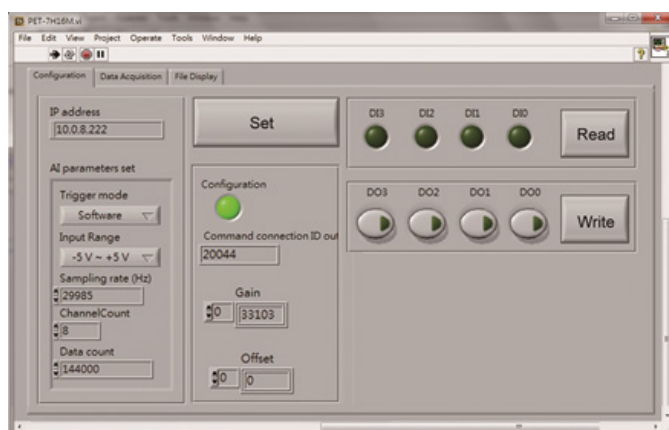 PET-7H16M.vi
File Edit View Project Operate Tools Window Help
Configuration Data Acquisition File Display
IP address
10.0.8.222
AI parameters set
Trigger mode
Software
Input Range
-5 V ~ +5 V
Sampling rate (Hz)
29985
ChannelCount
8
Data count
144000
Set
Configuration
Command connection ID out
20044
Gain
0 33103
Offset
0 0
DI3 DI2 DI1 DI0
Read
DO3 DO2 DO1 DO0
Write